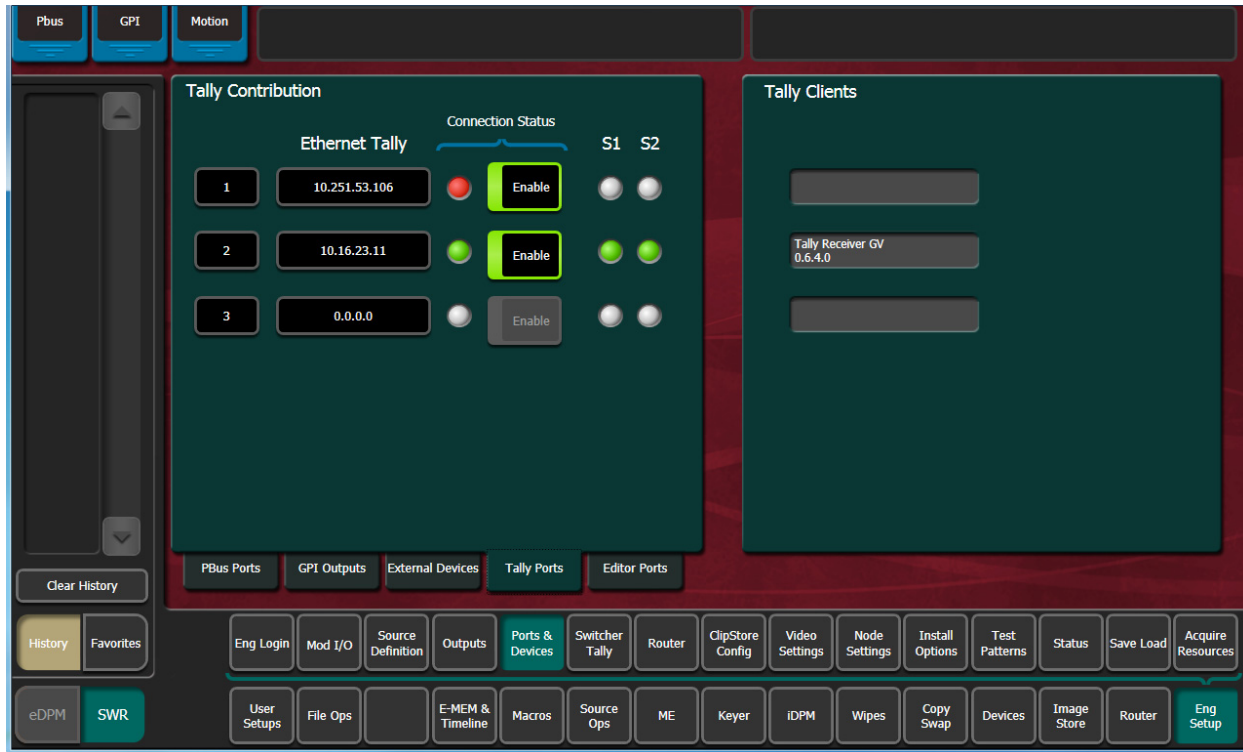 Pbus GPI Motion
Tally Contribution
Connection Status
Ethernet Tally S1 S2
1 10.251.53.106 Enable
2 10.16.23.11 Enable
3 0.0.0.0 Enable
Tally Clients
Tally Receiver GV
0.6.4.0
PBus Ports GPI Outputs External Devices Tally Ports Editor Ports
Clear History
History Favorites
Eng Login
Mod I/O
Source
Definition
Outputs
Ports &
Devices
Switcher
Tally
Router
ClipStore
Config
Video
Settings
Node
Settings
Install
Options
Test
Patterns
Status
Save Load
Acquire
Resources
eDPM SWR
User
Setups
File Ops
E-MEM &
Timeline
Macros
Source
Ops
ME
Keyer
iDPM
Wipes
Copy
Swap
Devices
Image
Store
Router
Eng
Setup